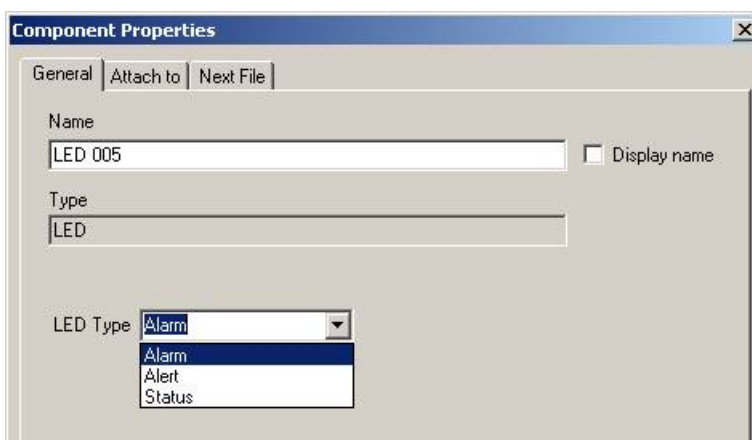 Component Properties
General Attach to Next File
Name
LED 005 Display name
Type
LED
LED Type Alarm
Alarm
Alert
Status